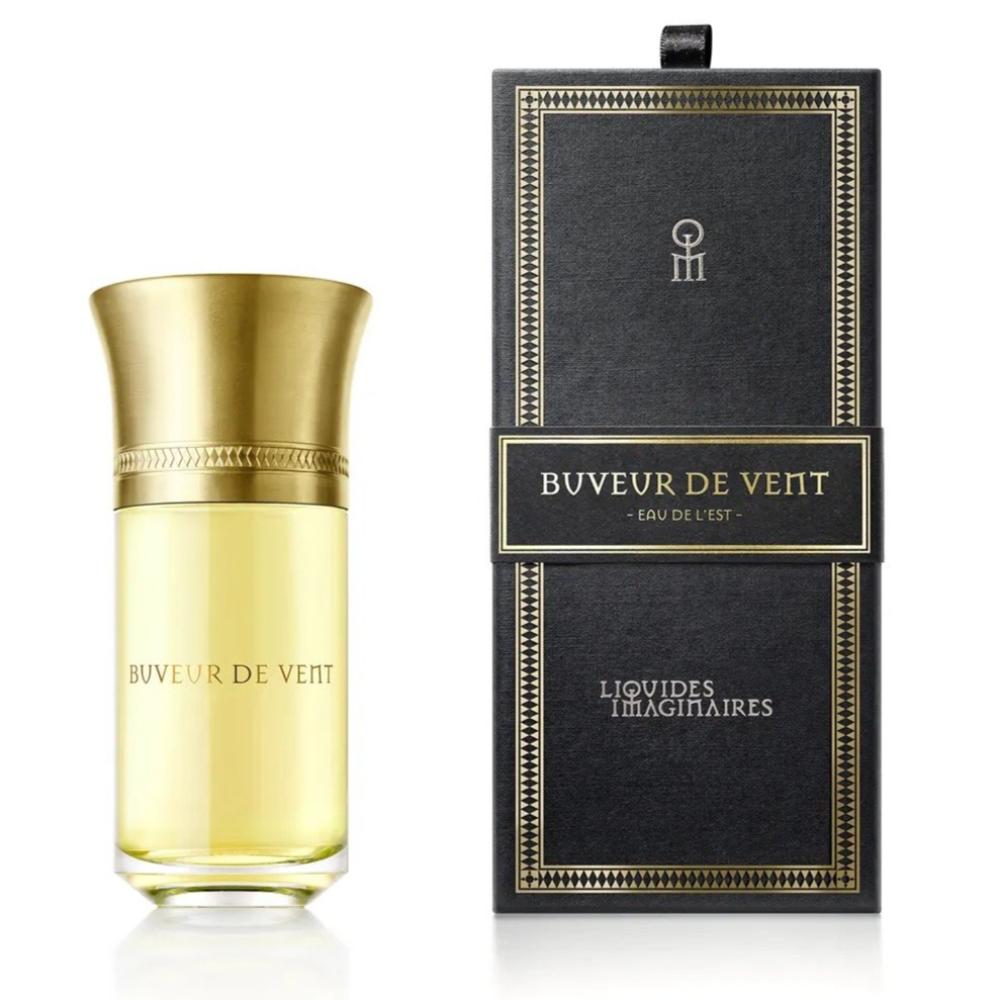 BUVEUR DE VENT
BUVEUR DE VENT
- EAU DE L'EST -
LIQUIDES
IMAGINAIRES